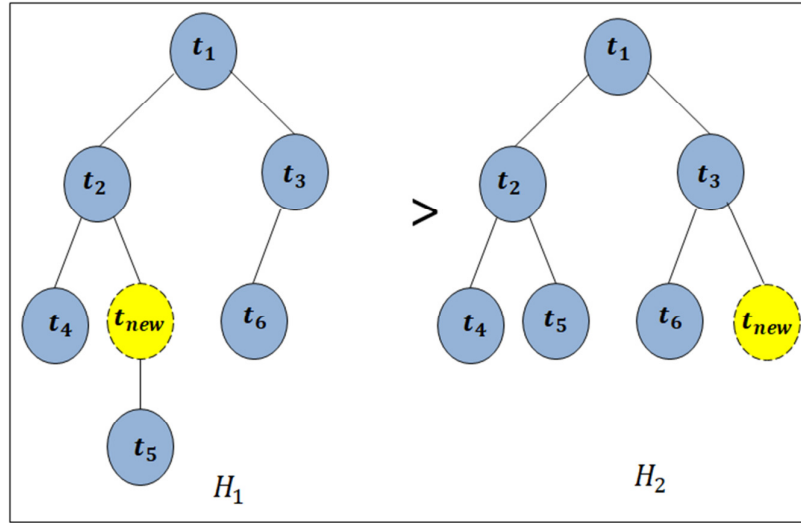 t₁ t₁
t₂ t₃ > t₂ t₃
t₄ tₙₑw t₆ t₄ t₅ t₆ tₙₑw
t₅
H₁ H₂